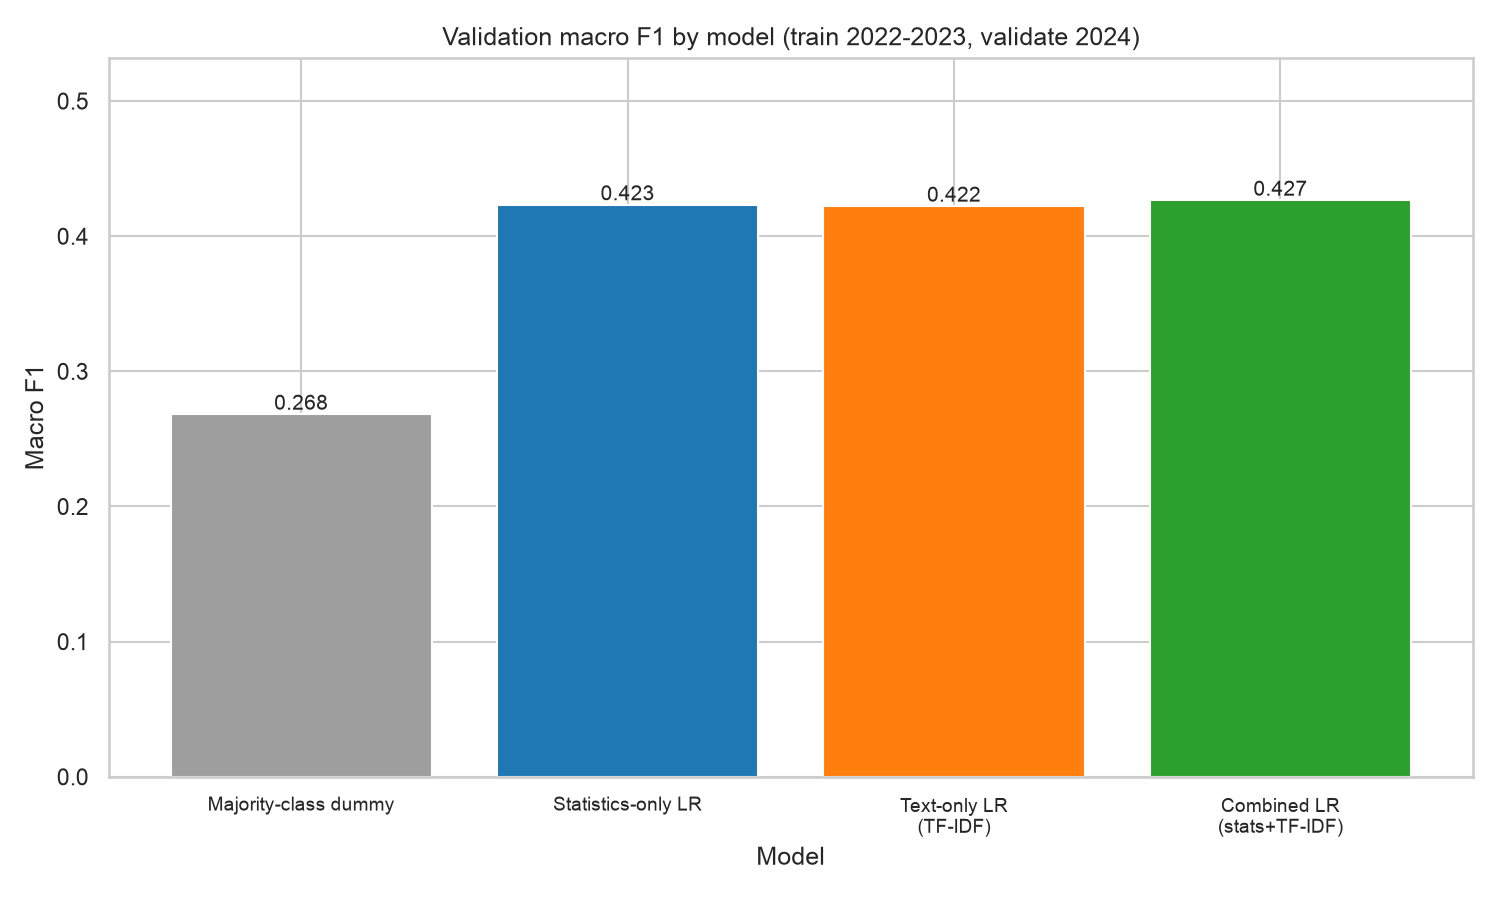 Validation macro F1 by model (train 2022-2023, validate 2024)
Macro F1
0.5
0.4
0.3
0.2
0.1
0.0
0.268
0.423
0.422
0.427
Majority-class dummy
Statistics-only LR
Text-only LR
(TF-IDF)
Combined LR
(stats+TF-IDF)
Model